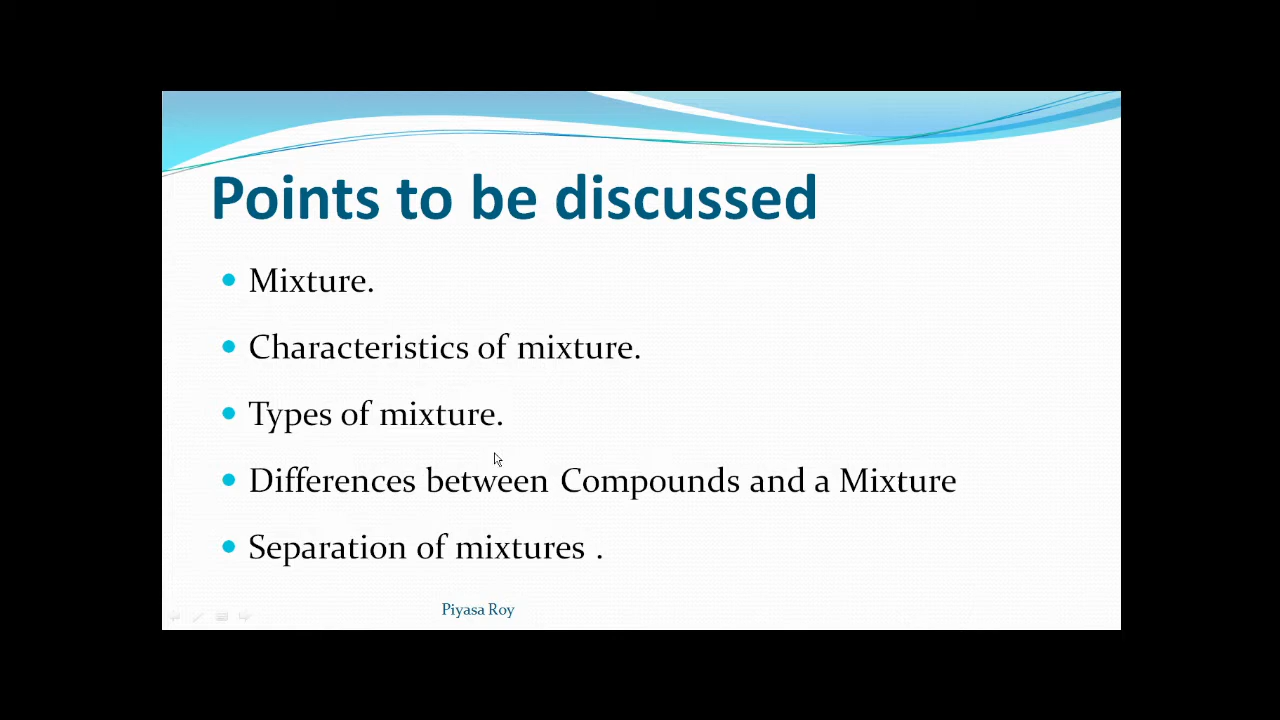 Points to be discussed
Mixture.
Characteristics of mixture.
Types of mixture.
Differences between Compounds and a Mixture
Separation of mixtures .
Piyasa Roy